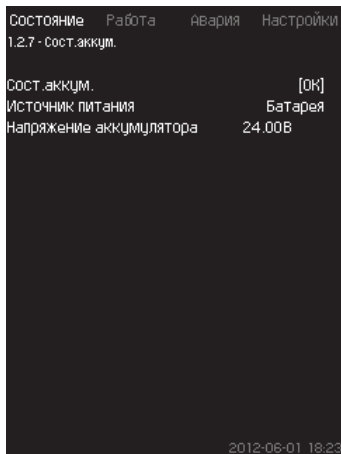 Состояние Работа Авария Настройки
1.2.7 - Сост.аккум.
Сост.аккум. [OK]
Источник питания Батарея
Напряжение аккумулятора 24.00В
2012-06-01 18:23